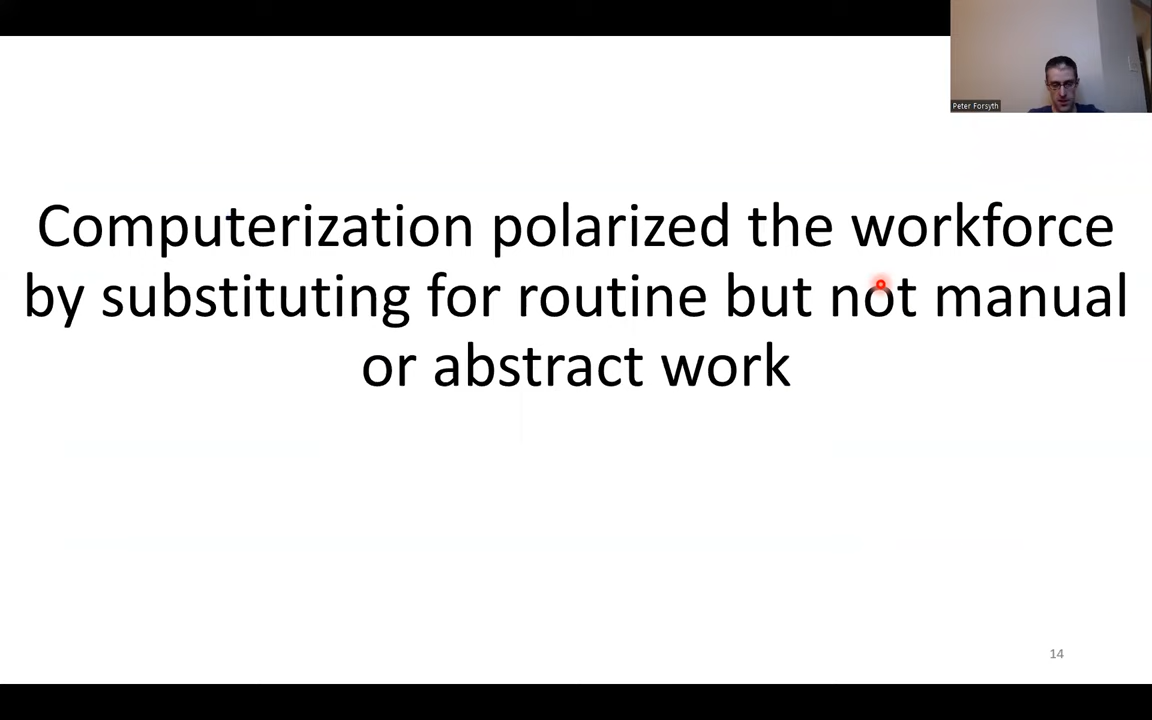 Peter Forsyth
Computerization polarized the workforce
by substituting for routine but not manual
or abstract work
14